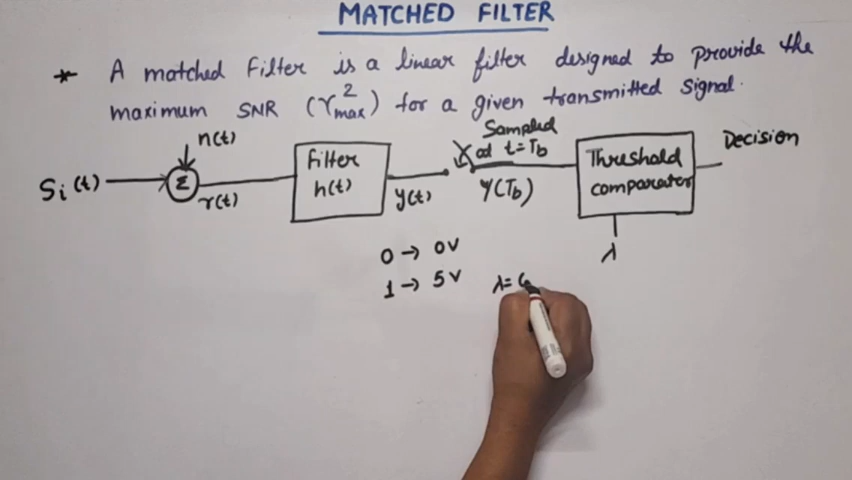 MATCHED FILTER
* A matched Filter is a linear filter designed to provide the
maximum SNR (γ²max) for a given transmitted signal.
n(t)
Si(t)
Σ
r(t)
Filter
h(t)
y(t)
Sampled
at t=Tb
y(Tb)
Threshold
comparator
Decision
λ
0 → 0V
1 → 5V
λ=